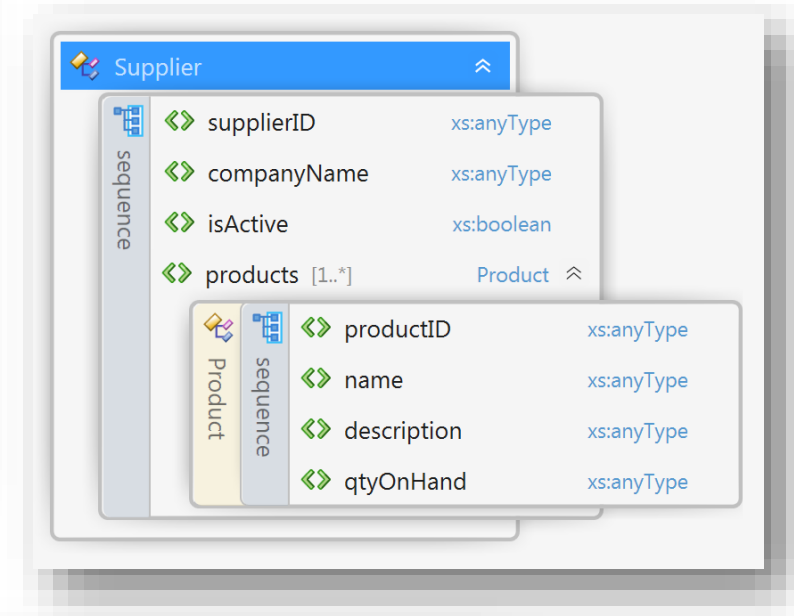 Supplier
sequence
supplierID xs:anyType
companyName xs:anyType
isActive xs:boolean
products [1..*] Product
Product
sequence
productID xs:anyType
name xs:anyType
description xs:anyType
qtyOnHand xs:anyType